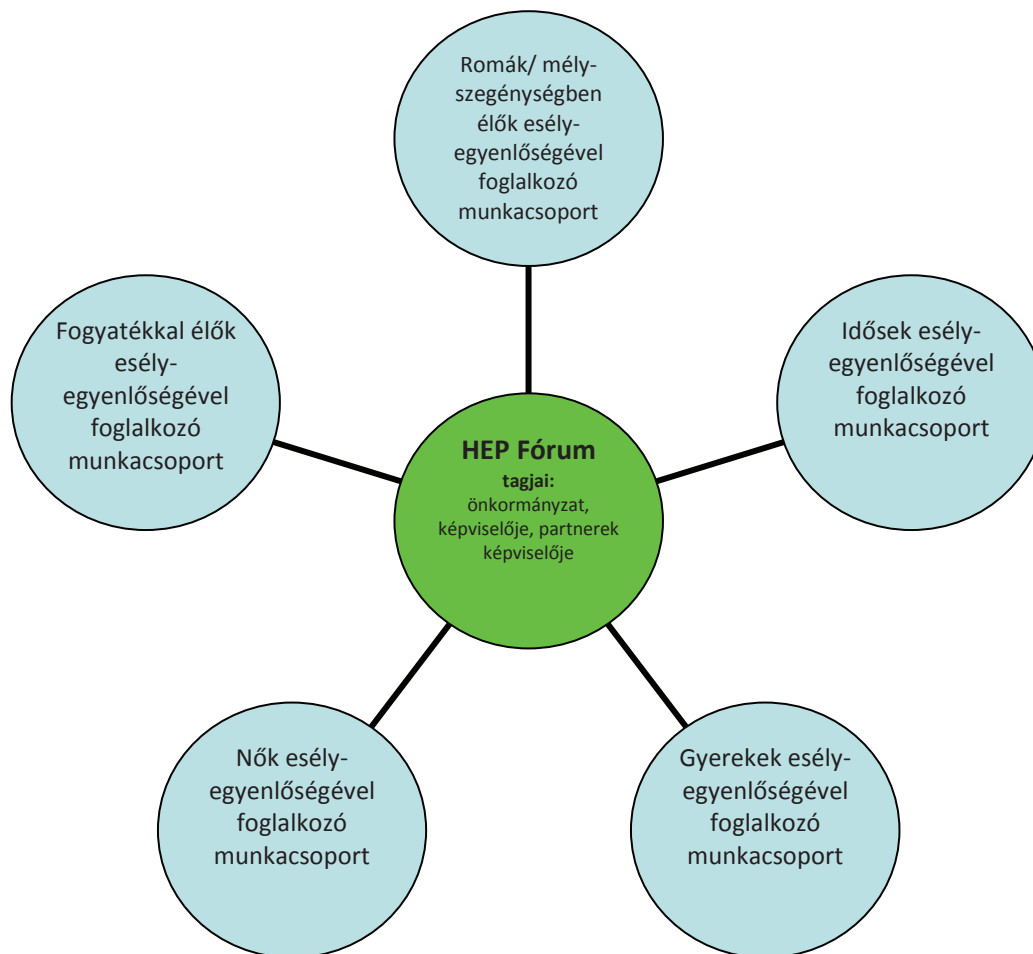 Romák/ mély-
szegénységben
élők esély-
egyenlőségével
foglalkozó
munkacsoport
Fogyatékkal élők
esély-
egyenlőségével
foglalkozó
munkacsoport
Idősek esély-
egyenlőségével
foglalkozó
munkacsoport
HEP Fórum
tagjai:
önkormányzat,
képviselője, partnerek
képviselője
Nők esély-
egyenlőségével
foglalkozó
munkacsoport
Gyerekek esély-
egyenlőségével
foglalkozó
munkacsoport